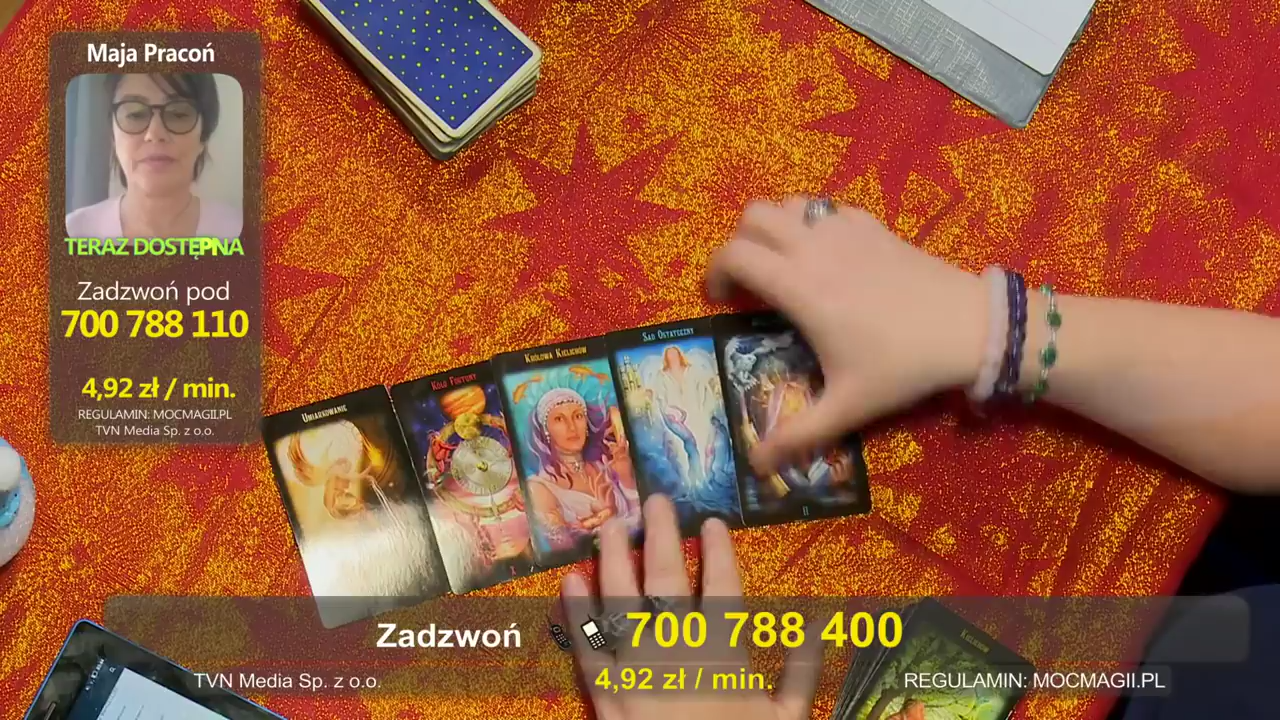 Maja Pracoń
TERAZ DOSTĘPNA
Zadzwoń pod
700 788 110
4,92 zł / min.
REGULAMIN: MOCMAGII.PL
TVN Media Sp. z o.o.
Umiarkowanie
Koło Fortuny
Królowa Kielichów
Sąd Ostateczny
II
Kielichów
Zadzwoń 700 788 400
TVN Media Sp. z o.o. 4,92 zł / min. REGULAMIN: MOCMAGII.PL